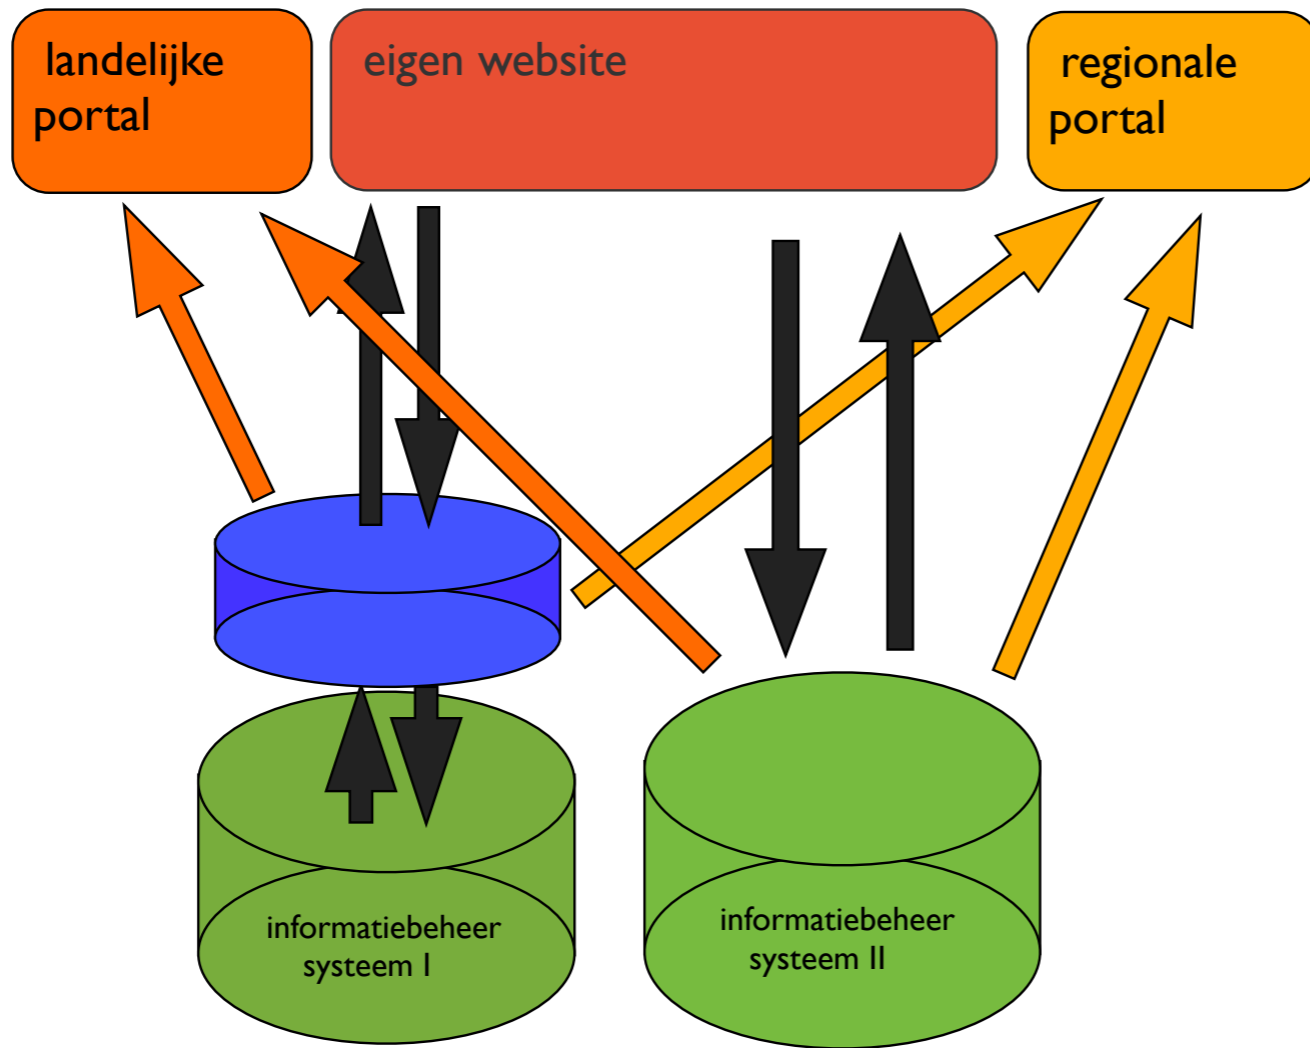 landelijke
portal
eigen website
regionale
portal
informatiebeheer
systeem I
informatiebeheer
systeem II